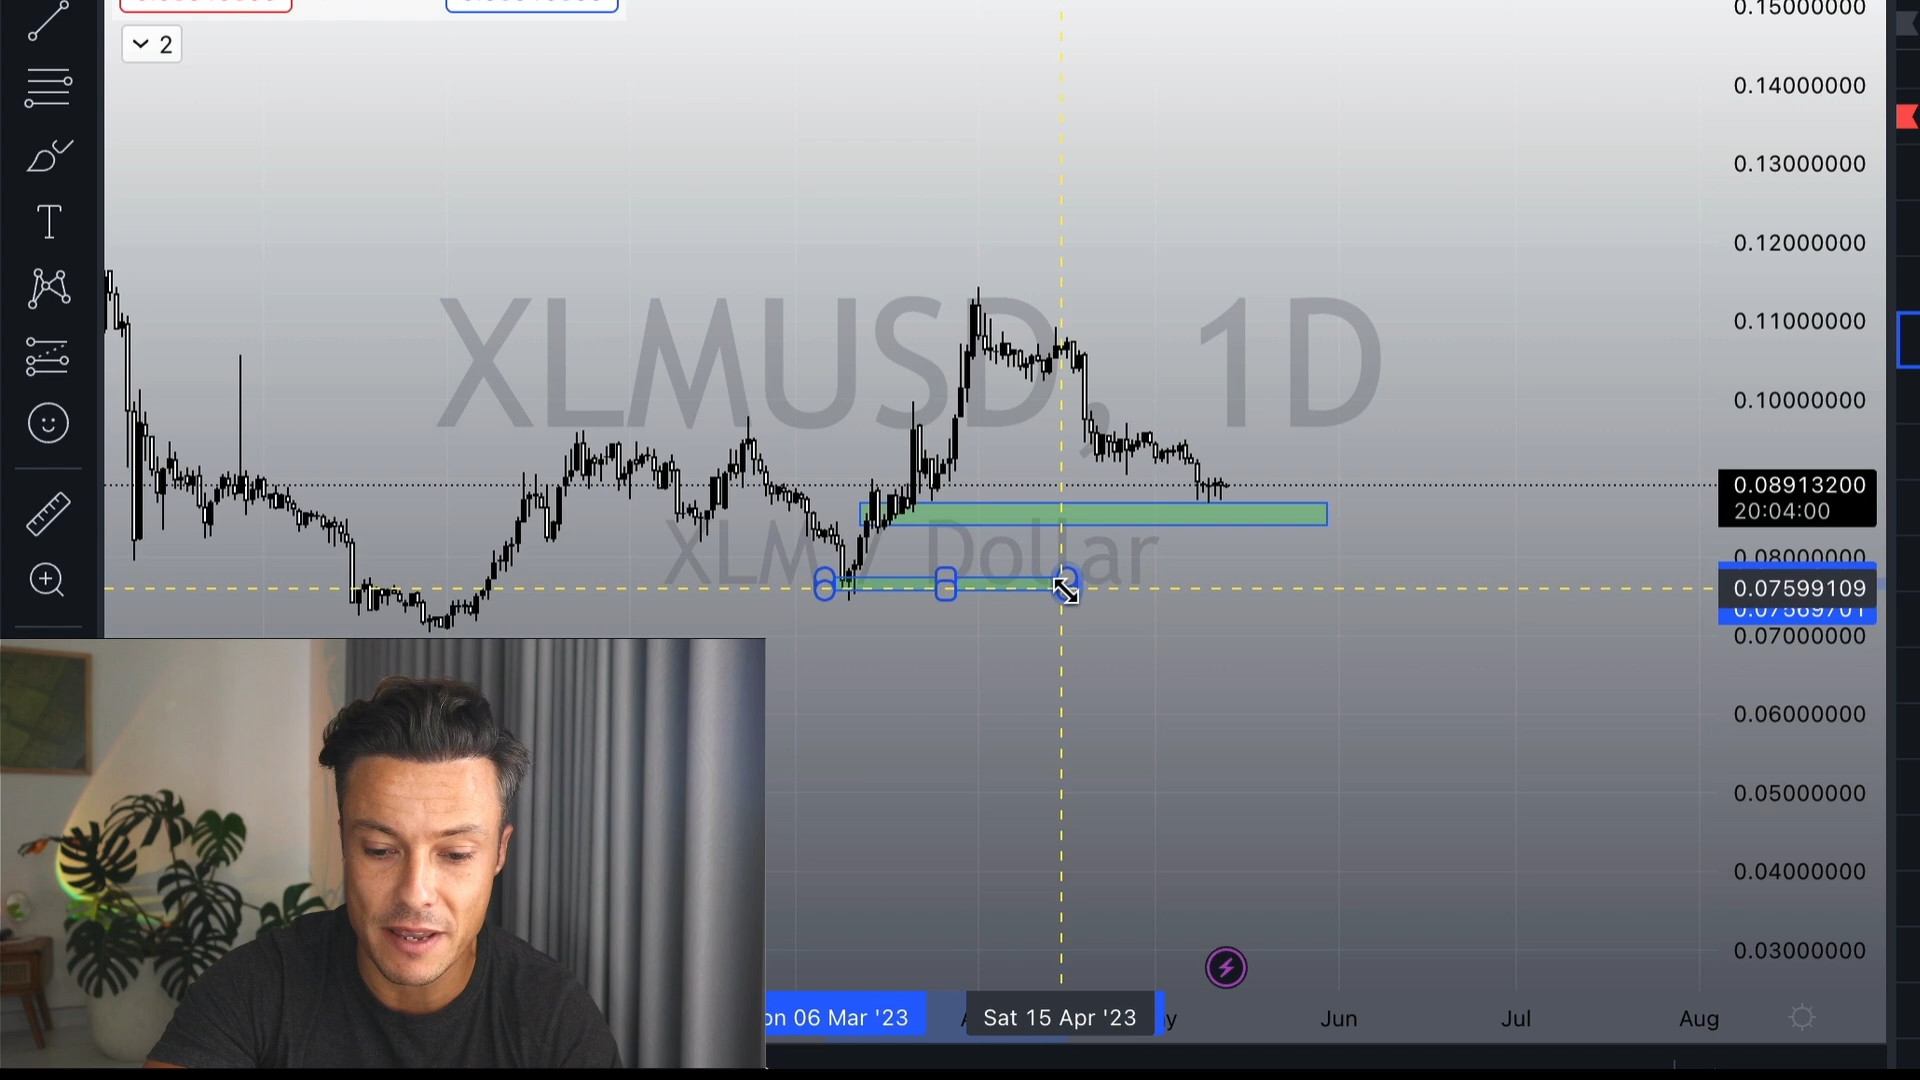 2
0.15000000
0.14000000
0.13000000
0.12000000
0.11000000
0.10000000
XLMUSD, 1D
XLM / Dollar
0.08913200
20:04:00
0.08000000
0.07599109
0.07569701
0.07000000
0.06000000
0.05000000
0.04000000
0.03000000
on 06 Mar '23
Sat 15 Apr '23
Jun
Jul
Aug